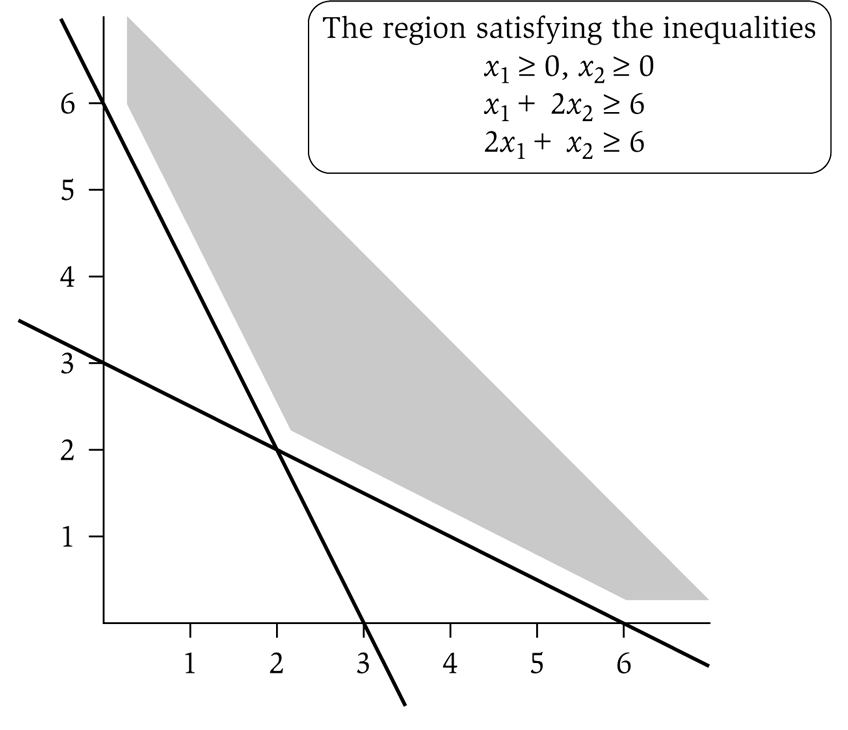 The region satisfying the inequalities
x₁ ≥ 0, x₂ ≥ 0
x₁ + 2x₂ ≥ 6
2x₁ + x₂ ≥ 6
6
5
4
3
2
1
1 2 3 4 5 6